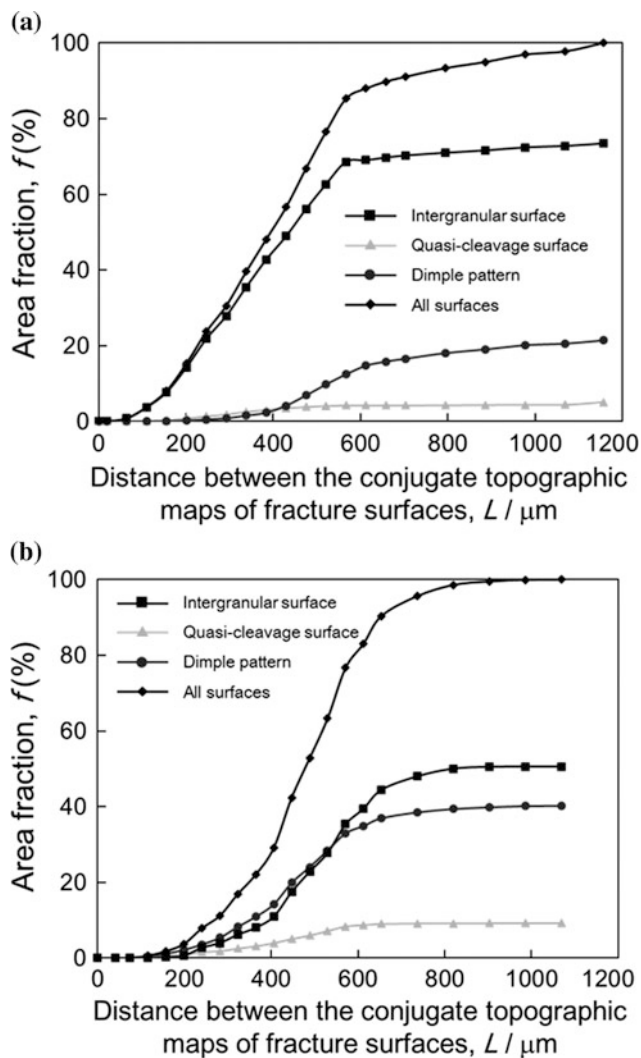 (a)
100
80
60
40
20
0
Area fraction, f (%)
Intergranular surface
Quasi-cleavage surface
Dimple pattern
All surfaces
0 200 400 600 800 1000 1200
Distance between the conjugate topographic
maps of fracture surfaces, L / μm
(b)
100
80
60
40
20
0
Area fraction, f (%)
Intergranular surface
Quasi-cleavage surface
Dimple pattern
All surfaces
0 200 400 600 800 1000 1200
Distance between the conjugate topographic
maps of fracture surfaces, L / μm